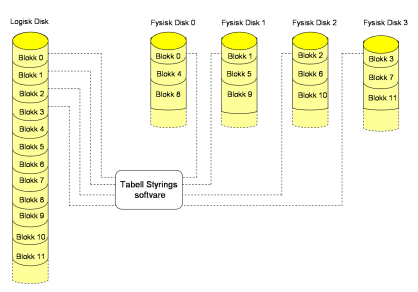 Logisk Disk
Blokk 0
Blokk 1
Blokk 2
Blokk 3
Blokk 4
Blokk 5
Blokk 6
Blokk 7
Blokk 8
Blokk 9
Blokk 10
Blokk 11
Fysisk Disk 0
Blokk 0
Blokk 4
Blokk 8
Fysisk Disk 1
Blokk 1
Blokk 5
Blokk 9
Fysisk Disk 2
Blokk 2
Blokk 6
Blokk 10
Fysisk Disk 3
Blokk 3
Blokk 7
Blokk 11
Tabell Styrings
softvare